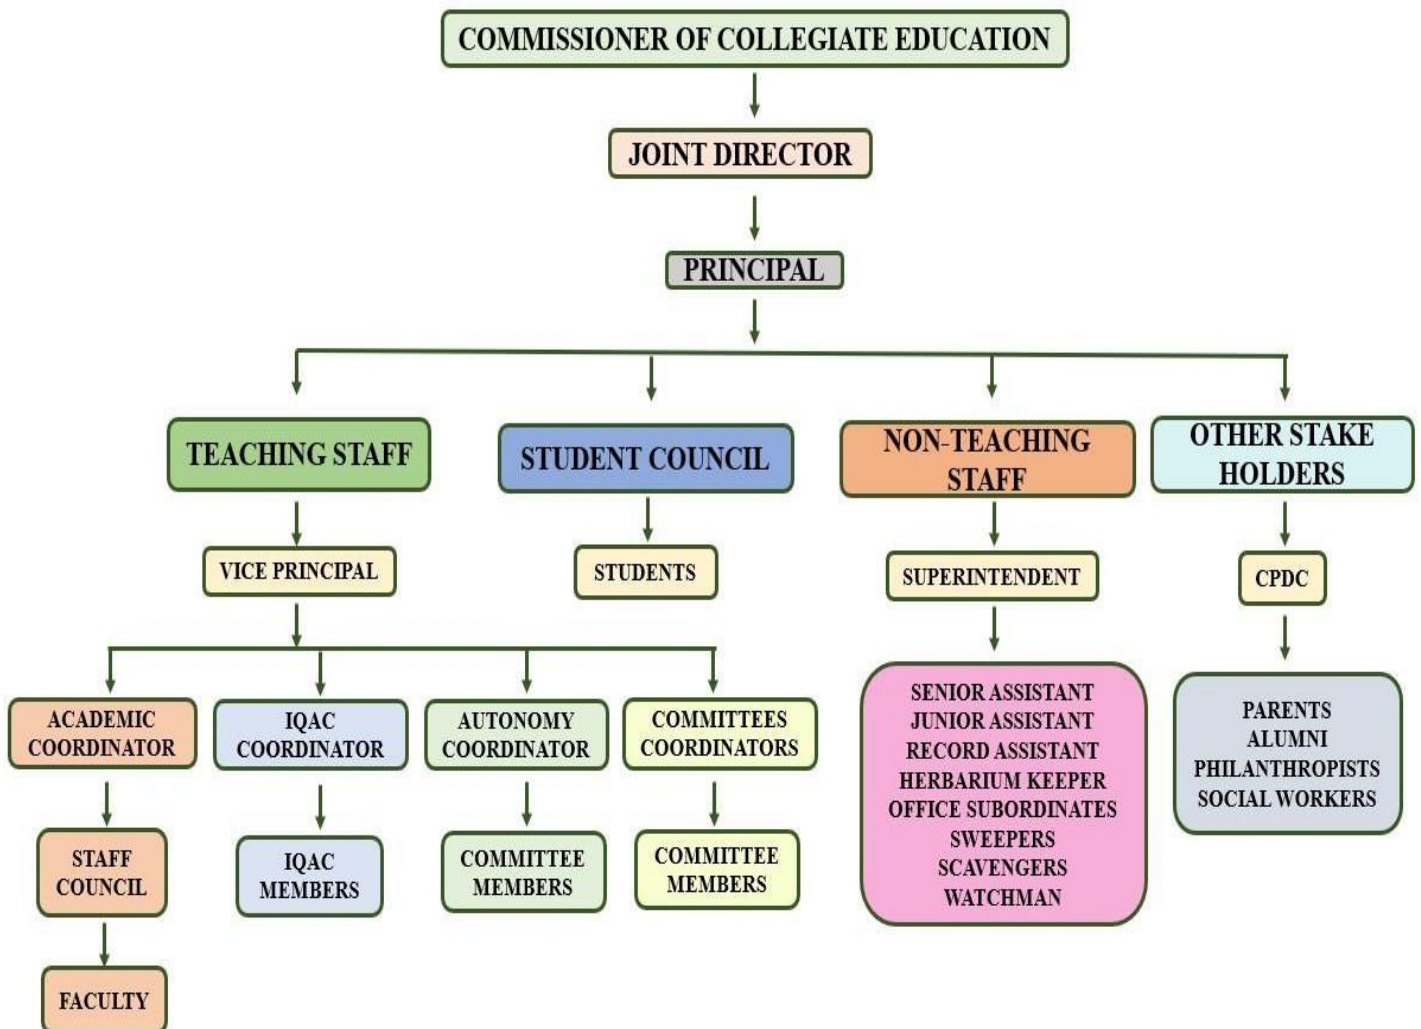 COMMISSIONER OF COLLEGIATE EDUCATION
JOINT DIRECTOR
PRINCIPAL
TEACHING STAFF
STUDENT COUNCIL
NON-TEACHING
STAFF
OTHER STAKE
HOLDERS
VICE PRINCIPAL
STUDENTS
SUPERINTENDENT
CPDC
ACADEMIC
COORDINATOR
IQAC
COORDINATOR
AUTONOMY
COORDINATOR
COMMITTEES
COORDINATORS
SENIOR ASSISTANT
JUNIOR ASSISTANT
RECORD ASSISTANT
HERBARIUM KEEPER
OFFICE SUBORDINATES
SWEEPERS
SCAVENGERS
WATCHMAN
PARENTS
ALUMNI
PHILANTHROPISTS
SOCIAL WORKERS
STAFF
COUNCIL
IQAC
MEMBERS
COMMITTEE
MEMBERS
COMMITTEE
MEMBERS
FACULTY